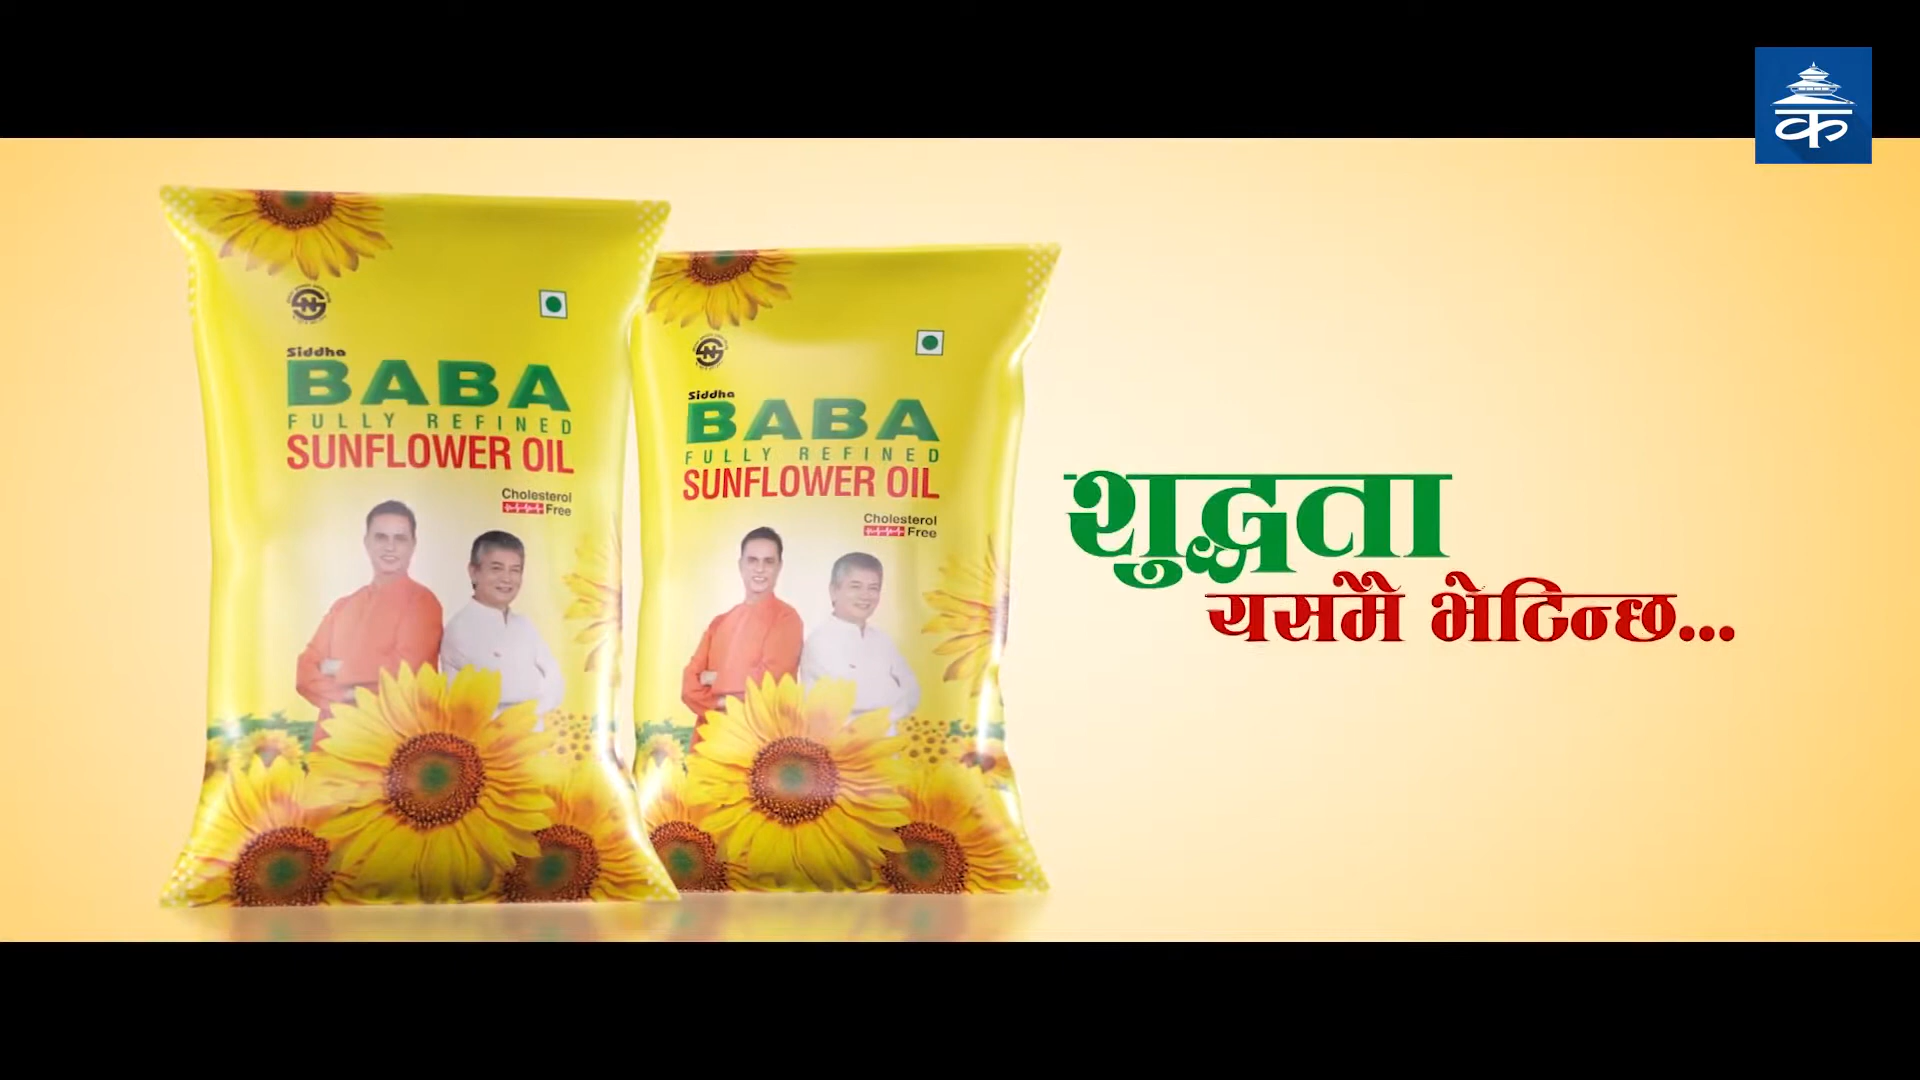 क
Siddha
BABA
FULLY REFINED
SUNFLOWER OIL
Cholesterol
Free
Siddha
BABA
FULLY REFINED
SUNFLOWER OIL
Cholesterol
Free
शुद्धता
यसमै भेटिन्छ...